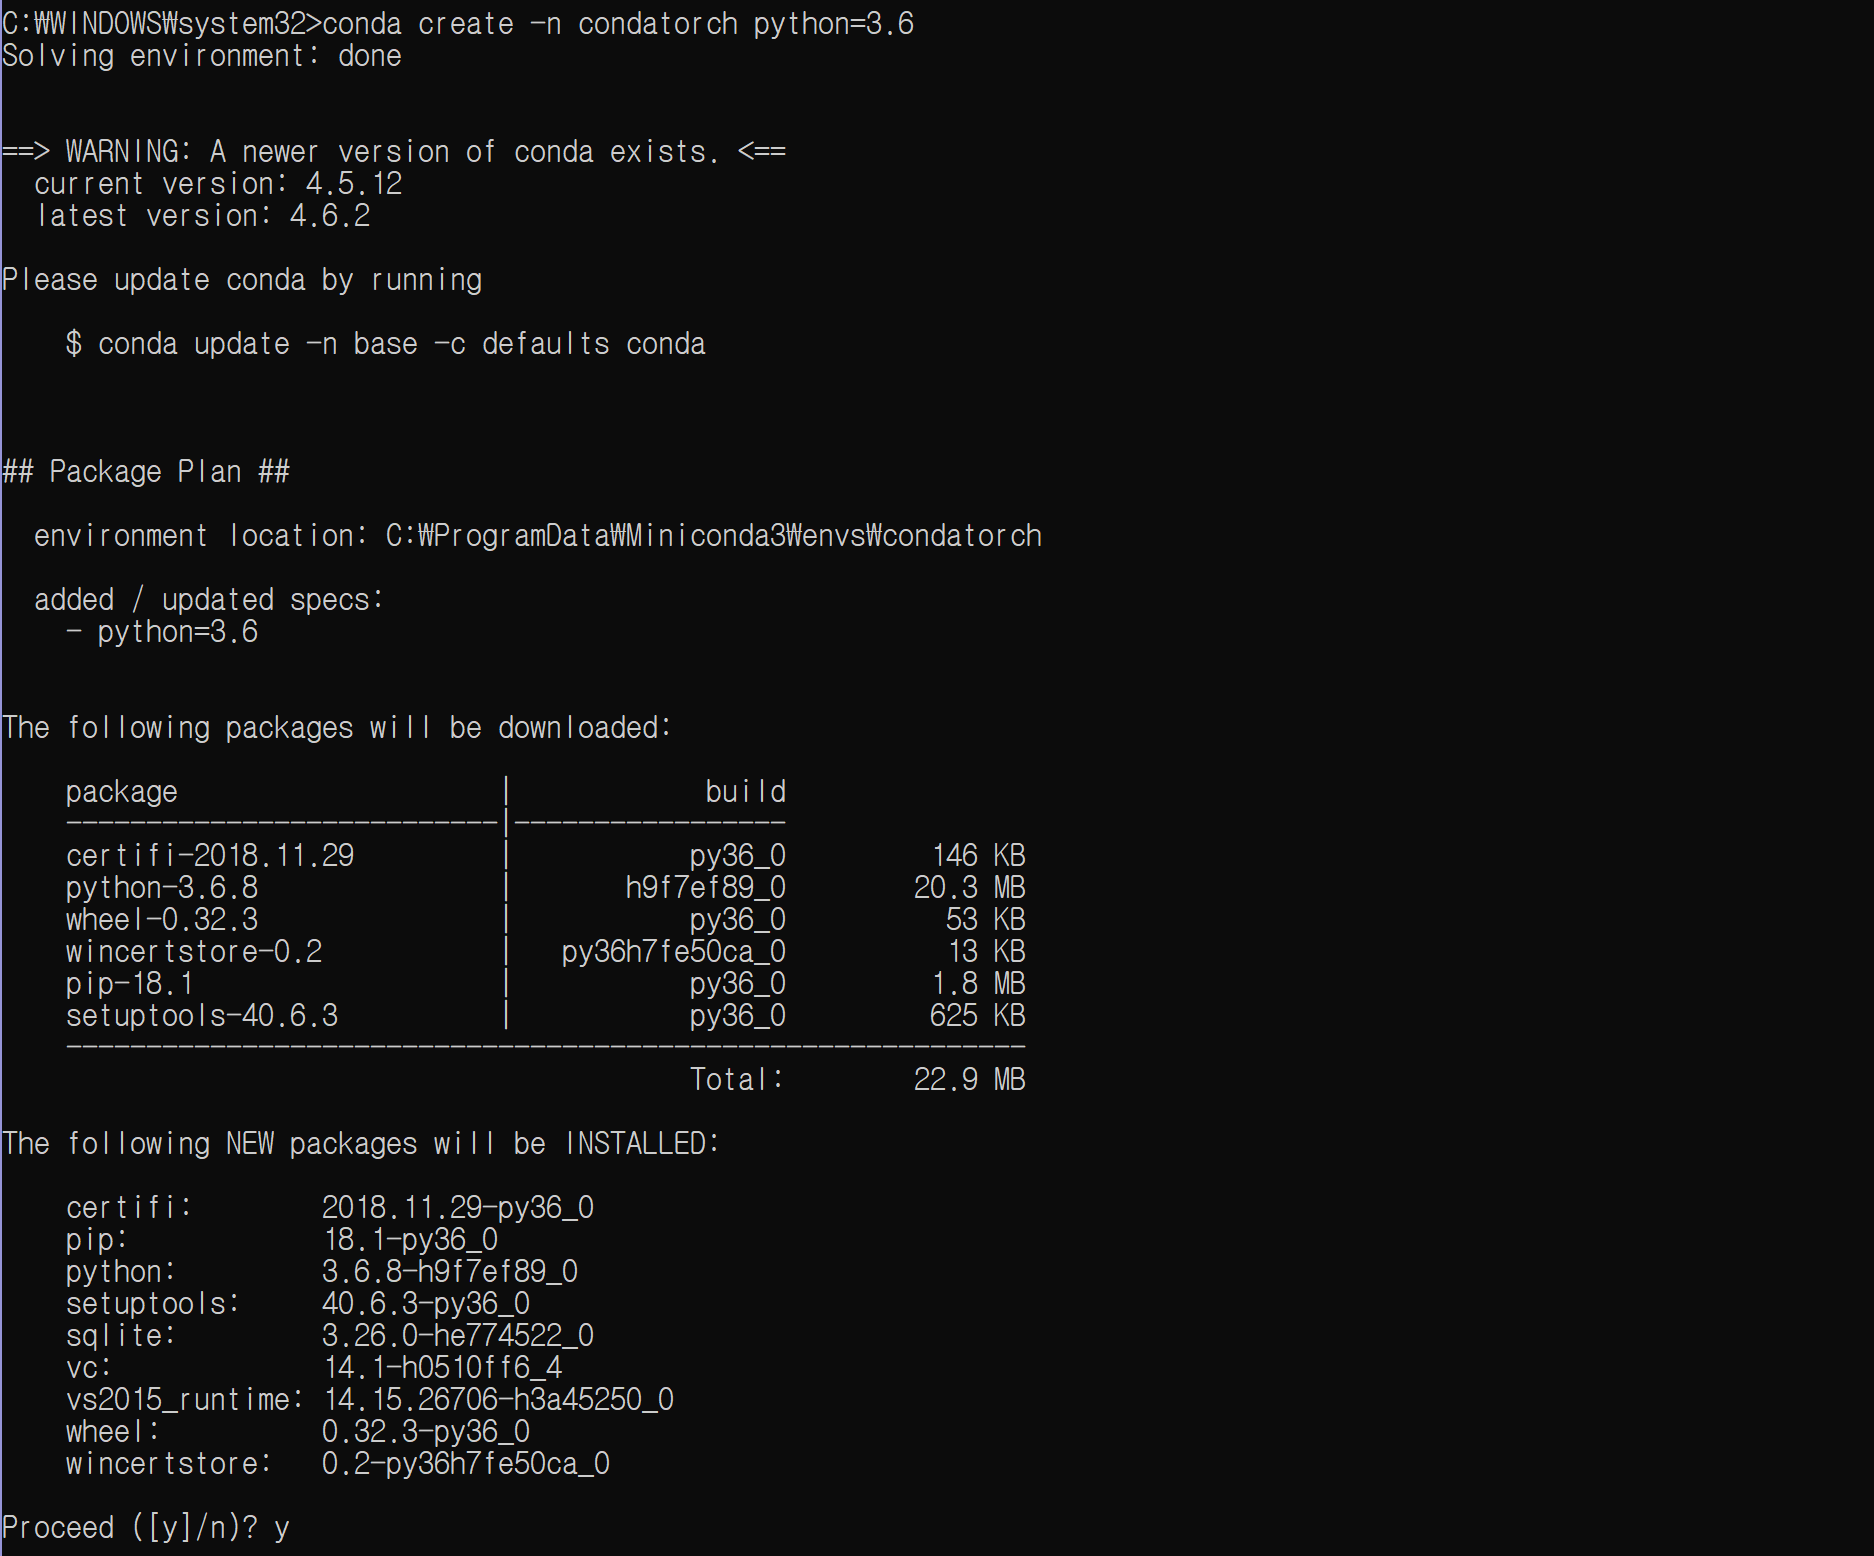 C:₩WINDOWS₩system32>conda create -n condatorch python=3.6
Solving environment: done
==> WARNING: A newer version of conda exists. <==
current version: 4.5.12
latest version: 4.6.2
Please update conda by running
$ conda update -n base -c defaults conda
## Package Plan ##
environment location: C:₩ProgramData₩Miniconda3₩envs₩condatorch
added / updated specs:
- python=3.6
The following packages will be downloaded:
package | build
---------------------------|-----------------
certifi-2018.11.29 | py36_0 146 KB
python-3.6.8 | h9f7ef89_0 20.3 MB
wheel-0.32.3 | py36_0 53 KB
wincertstore-0.2 | py36h7fe50ca_0 13 KB
pip-18.1 | py36_0 1.8 MB
setuptools-40.6.3 | py36_0 625 KB
------------------------------------------------------------
Total: 22.9 MB
The following NEW packages will be INSTALLED:
certifi: 2018.11.29-py36_0
pip: 18.1-py36_0
python: 3.6.8-h9f7ef89_0
setuptools: 40.6.3-py36_0
sqlite: 3.26.0-he774522_0
vc: 14.1-h0510ff6_4
vs2015_runtime: 14.15.26706-h3a45250_0
wheel: 0.32.3-py36_0
wincertstore: 0.2-py36h7fe50ca_0
Proceed ([y]/n)? y